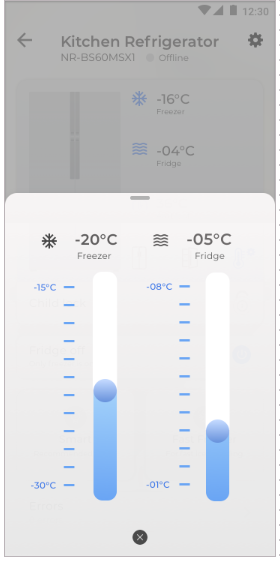 12:30
Kitchen Refrigerator
NR-BS60MSX1 Offline
-16°C
Freezer
-04°C
Fridge
-20°C -05°C
Freezer Fridge
-15°C -08°C
-30°C -01°C